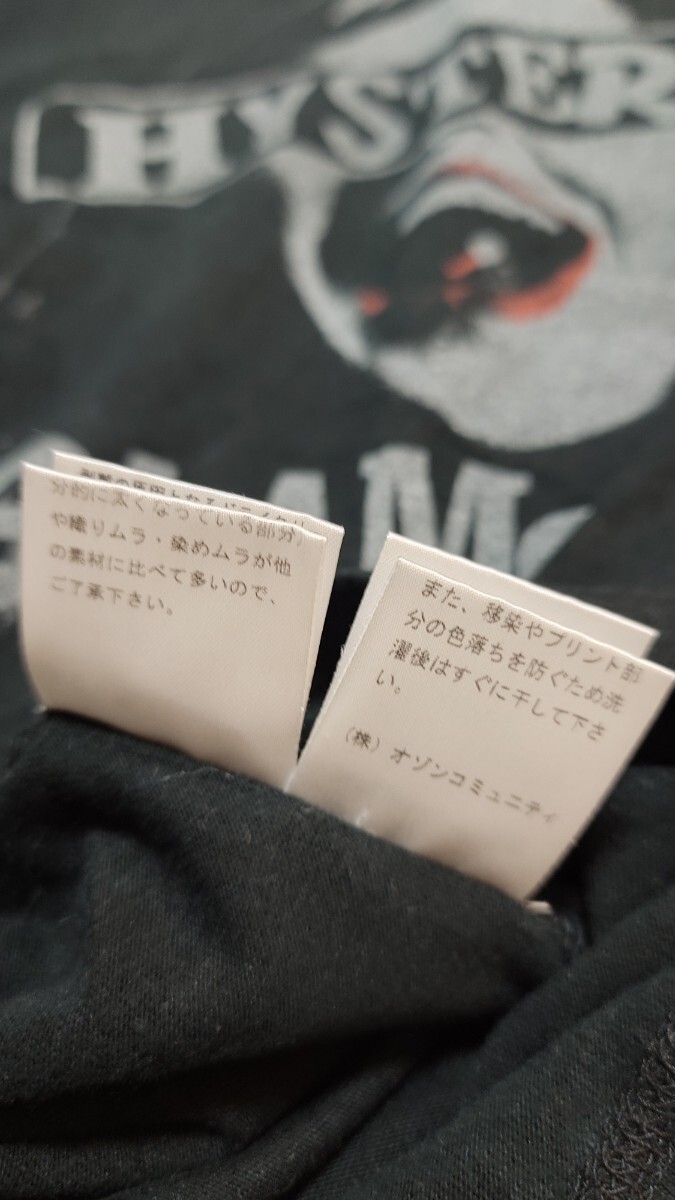 HYSTER
LAM
分的に太くなっている部分)
や織りムラ・染めムラが他
の素材に比べて多いので、
ご了承下さい。
また、移染やプリント部
分の色落ちを防ぐため洗
濯後はすぐに干して下さ
い。
(株)オゾンコミュニティ